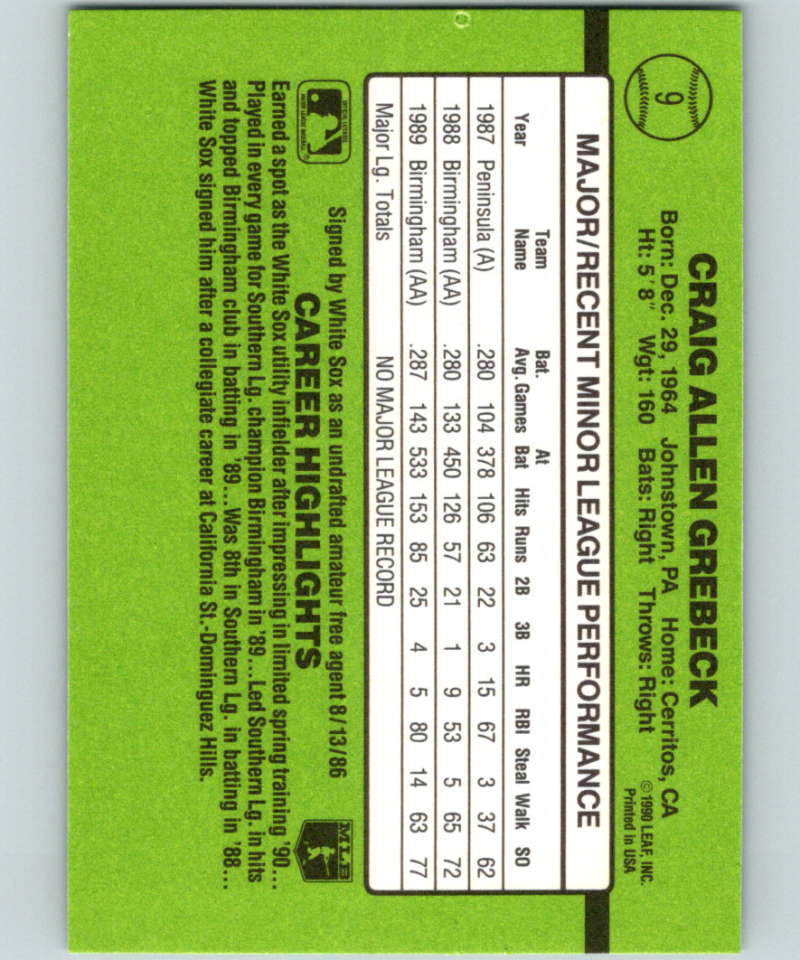 9
CRAIG ALLEN GREBECK
Born: Dec. 29, 1964 Johnstown, PA Home: Cerritos, CA
Ht: 5'8" Wgt: 160 Bats: Right Throws: Right
© 1990 LEAF, INC.
Printed in USA
MAJOR/RECENT MINOR LEAGUE PERFORMANCE
Team Bat. At
Year Name Avg. Games Bat Hits Runs 2B 3B HR RBI Steal Walk SO
1987 Peninsula (A) .280 104 378 106 63 22 3 15 67 3 37 62
1988 Birmingham (AA) .280 133 450 126 57 21 1 9 53 5 65 72
1989 Birmingham (AA) .287 143 533 153 85 25 4 5 80 14 63 77
Major Lg. Totals NO MAJOR LEAGUE RECORD
Signed by White Sox as an undrafted amateur free agent 8/13/86
CAREER HIGHLIGHTS
MLB
Earned a spot as the White Sox utility infielder after impressing in limited spring training '90...
Played in every game for Southern Lg. champion Birmingham in '89...Led Southern Lg. in hits
and topped Birmingham club in batting in '89...Was 8th in Southern Lg. in batting in '88...
White Sox signed him after a collegiate career at California St.-Dominguez Hills.